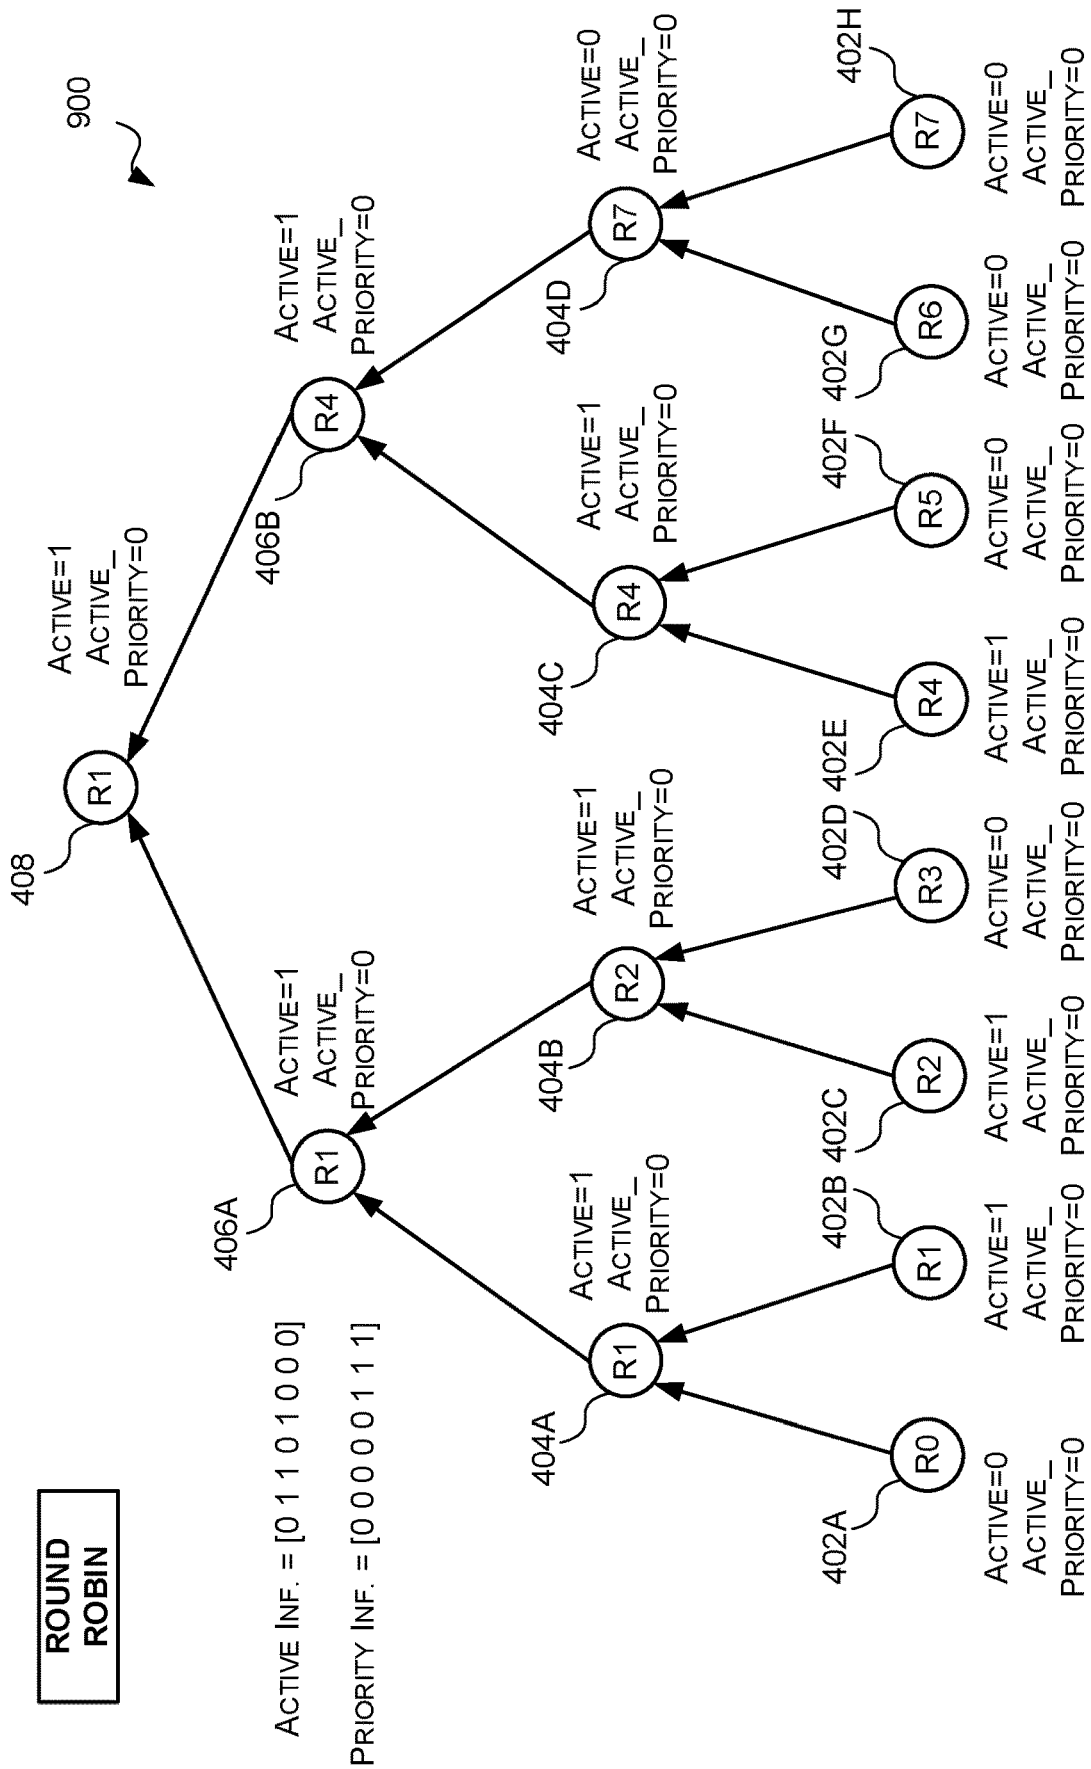 ROUND
ROBIN
900
408
R1
ACTIVE=1
ACTIVE_
PRIORITY=0
ACTIVE INF. = [0 1 1 0 1 0 0 0]
PRIORITY INF. = [0 0 0 0 0 1 1 1]
406A
R1
ACTIVE=1
ACTIVE_
PRIORITY=0
406B
R4
ACTIVE=1
ACTIVE_
PRIORITY=0
404A
R1
ACTIVE=1
ACTIVE_
PRIORITY=0
404B
R2
ACTIVE=1
ACTIVE_
PRIORITY=0
404C
R4
ACTIVE=1
ACTIVE_
PRIORITY=0
404D
R7
ACTIVE=0
ACTIVE_
PRIORITY=0
402A
R0
ACTIVE=0
ACTIVE_
PRIORITY=0
402B
R1
ACTIVE=1
ACTIVE_
PRIORITY=0
402C
R2
ACTIVE=1
ACTIVE_
PRIORITY=0
402D
R3
ACTIVE=0
ACTIVE_
PRIORITY=0
402E
R4
ACTIVE=1
ACTIVE_
PRIORITY=0
402F
R5
ACTIVE=0
ACTIVE_
PRIORITY=0
402G
R6
ACTIVE=0
ACTIVE_
PRIORITY=0
402H
R7
ACTIVE=0
ACTIVE_
PRIORITY=0